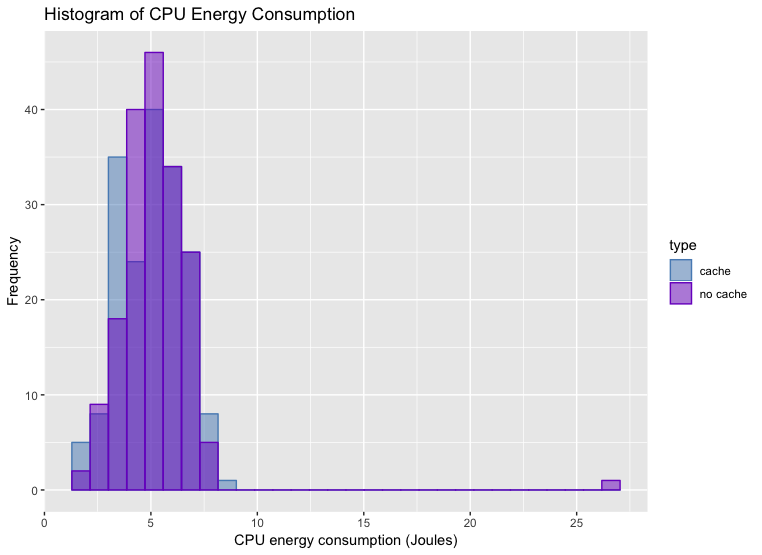 Histogram of CPU Energy Consumption
Frequency
40
30
20
10
0
0 5 10 15 20 25
CPU energy consumption (Joules)
type
cache
no cache